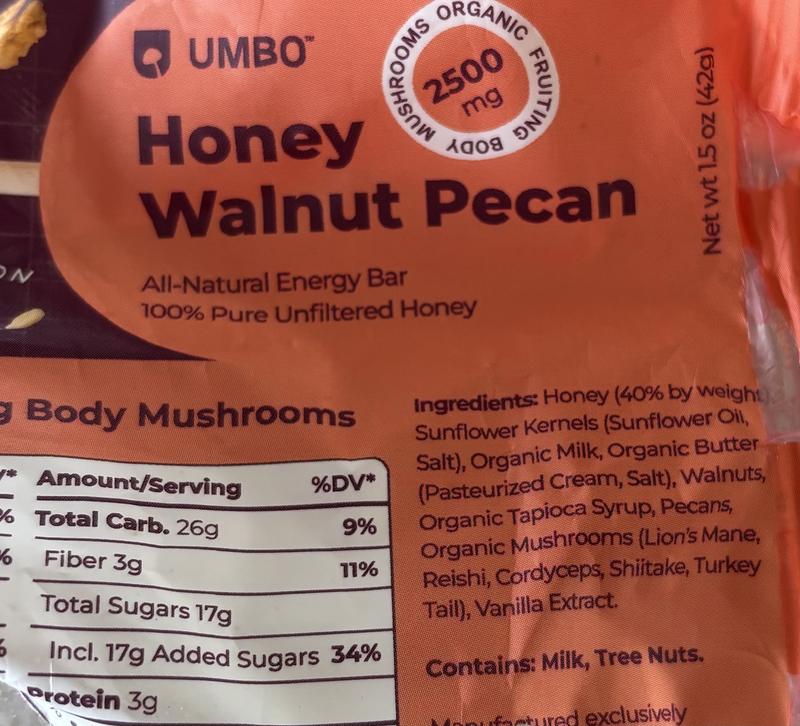 UMBO™
MUSHROOMS ORGANIC FRUITING BODY
2500
mg
Honey
Walnut Pecan
All-Natural Energy Bar
100% Pure Unfiltered Honey
Net wt 1.5 oz (42g)
ON
g Body Mushrooms
Amount/Serving %DV*
Total Carb. 26g 9%
Fiber 3g 11%
Total Sugars 17g
Incl. 17g Added Sugars 34%
Protein 3g
Ingredients: Honey (40% by weight),
Sunflower Kernels (Sunflower Oil,
Salt), Organic Milk, Organic Butter
(Pasteurized Cream, Salt), Walnuts,
Organic Tapioca Syrup, Pecans,
Organic Mushrooms (Lion's Mane,
Reishi, Cordyceps, Shiitake, Turkey
Tail), Vanilla Extract.
Contains: Milk, Tree Nuts.
Manufactured exclusively